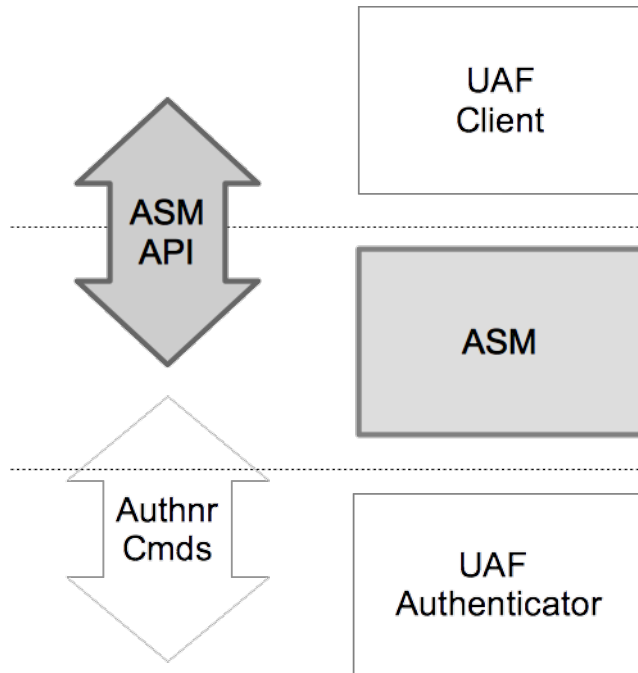 UAF
Client
ASM
API
ASM
Authnr
Cmds
UAF
Authenticator